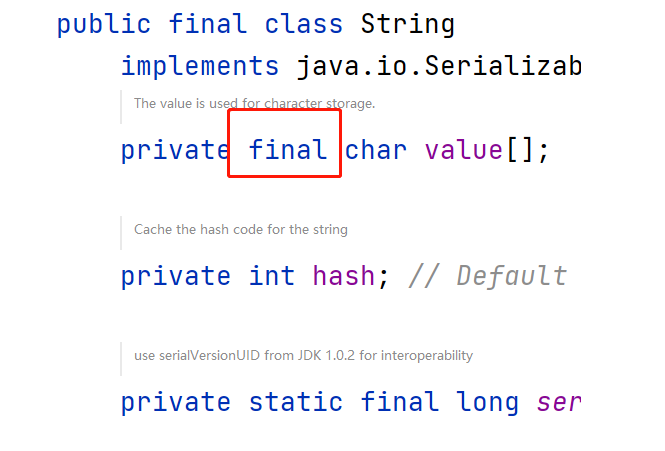 public final class String
implements java.io.Serializab
The value is used for character storage.
private final char value[];
Cache the hash code for the string
private int hash; // Default
use serialVersionUID from JDK 1.0.2 for interoperability
private static final long ser